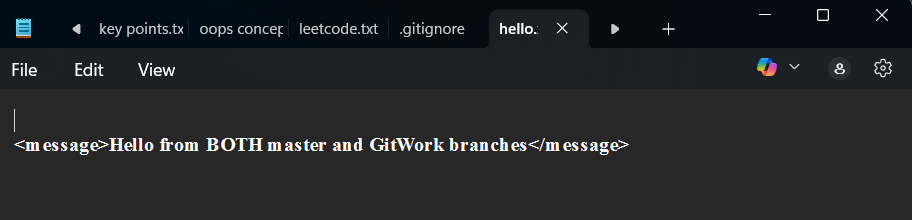 key points.tx oops concep leetcode.txt .gitignore hello.
File Edit View
<message>Hello from BOTH master and GitWork branches</message>